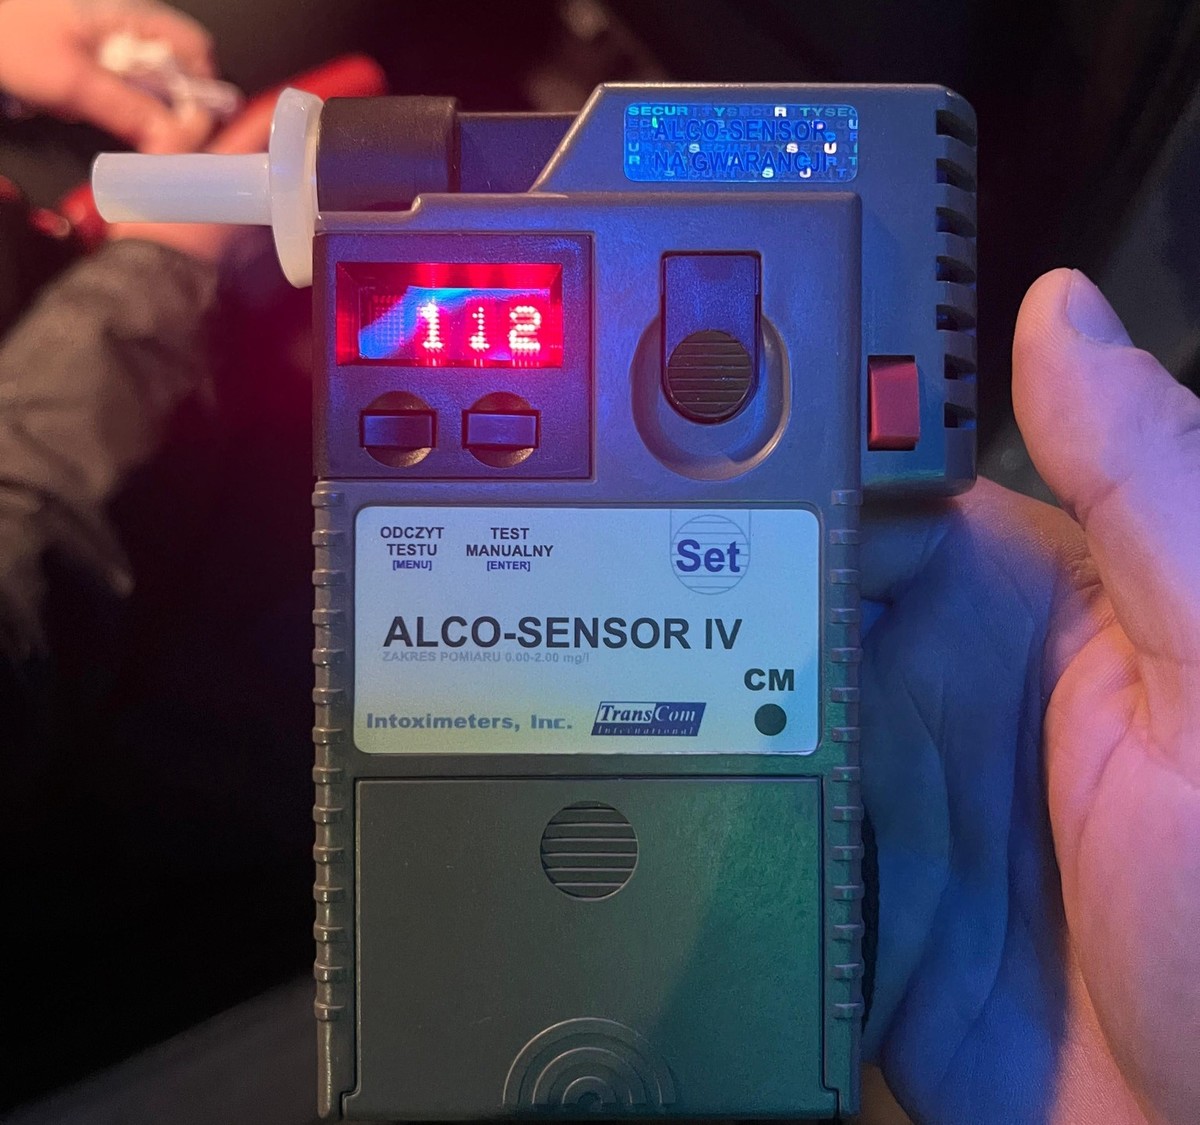 ALCO-SENSOR
NA GWARANCJI
1 12
ODCZYT
TESTU
[MENU]
TEST
MANUALNY
[ENTER]
Set
ALCO-SENSOR IV
ZAKRES POMIARU 0.00-2.00 mg/l
CM
Intoximeters, Inc.
TransCom
International